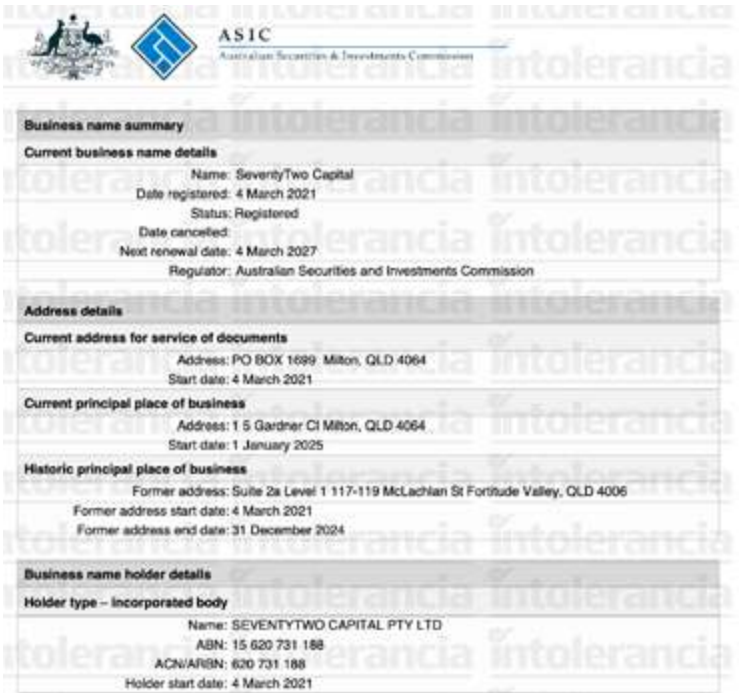 ASIC
Australian Securities & Investments Commission
Business name summary
Current business name details
Name: SeventyTwo Capital
Date registered: 4 March 2021
Status: Registered
Date cancelled:
Next renewal date: 4 March 2027
Regulator: Australian Securities and Investments Commission
Address details
Current address for service of documents
Address: PO BOX 1699 Milton, QLD 4064
Start date: 4 March 2021
Current principal place of business
Address: 1 5 Gardner Cl Milton, QLD 4064
Start date: 1 January 2025
Historic principal place of business
Former address: Suite 2a Level 1 117-119 McLachlan St Fortitude Valley, QLD 4006
Former address start date: 4 March 2021
Former address end date: 31 December 2024
Business name holder details
Holder type – incorporated body
Name: SEVENTYTWO CAPITAL PTY LTD
ABN: 15 620 731 188
ACN/ARBN: 620 731 188
Holder start date: 4 March 2021
intolerancia